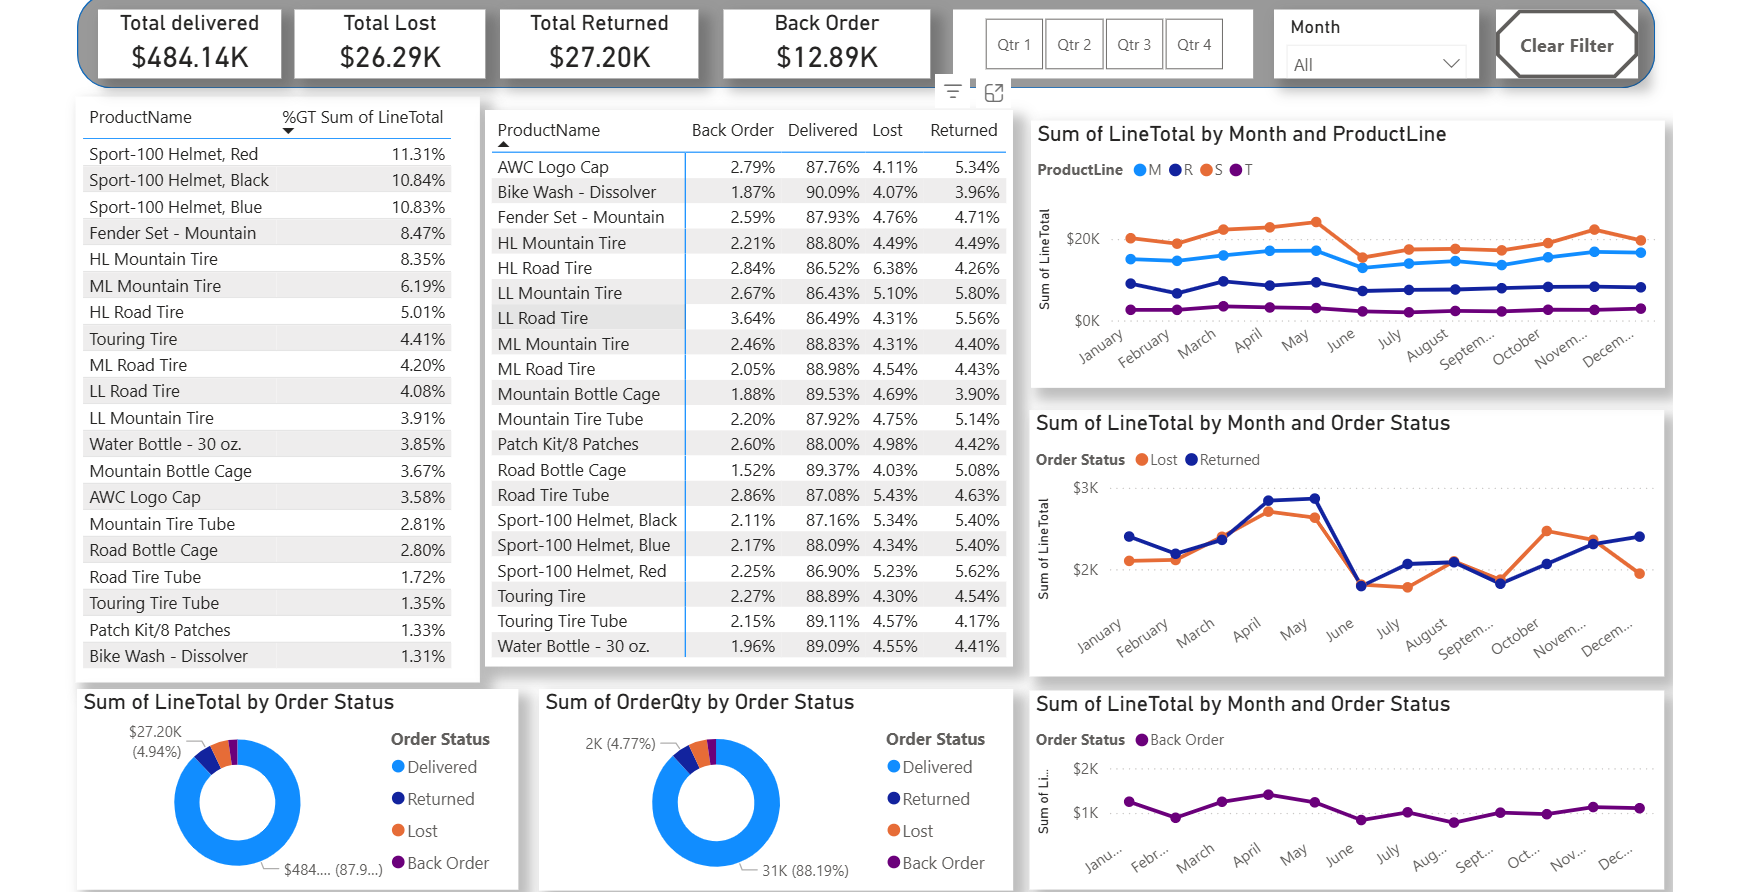 Total delivered
$484.14K
Total Lost
$26.29K
Total Returned
$27.20K
Back Order
$12.89K
Qtr 1 Qtr 2 Qtr 3 Qtr 4
Month
All
Clear Filter
ProductName %GT Sum of LineTotal
Sport-100 Helmet, Red 11.31%
Sport-100 Helmet, Black 10.84%
Sport-100 Helmet, Blue 10.83%
Fender Set - Mountain 8.47%
HL Mountain Tire 8.35%
ML Mountain Tire 6.19%
HL Road Tire 5.01%
Touring Tire 4.41%
ML Road Tire 4.20%
LL Road Tire 4.08%
LL Mountain Tire 3.91%
Water Bottle - 30 oz. 3.85%
Mountain Bottle Cage 3.67%
AWC Logo Cap 3.58%
Mountain Tire Tube 2.81%
Road Bottle Cage 2.80%
Road Tire Tube 1.72%
Touring Tire Tube 1.35%
Patch Kit/8 Patches 1.33%
Bike Wash - Dissolver 1.31%
ProductName Back Order Delivered Lost Returned
AWC Logo Cap 2.79% 87.76% 4.11% 5.34%
Bike Wash - Dissolver 1.87% 90.09% 4.07% 3.96%
Fender Set - Mountain 2.59% 87.93% 4.76% 4.71%
HL Mountain Tire 2.21% 88.80% 4.49% 4.49%
HL Road Tire 2.84% 86.52% 6.38% 4.26%
LL Mountain Tire 2.67% 86.43% 5.10% 5.80%
LL Road Tire 3.64% 86.49% 4.31% 5.56%
ML Mountain Tire 2.46% 88.83% 4.31% 4.40%
ML Road Tire 2.05% 88.98% 4.54% 4.43%
Mountain Bottle Cage 1.88% 89.53% 4.69% 3.90%
Mountain Tire Tube 2.20% 87.92% 4.75% 5.14%
Patch Kit/8 Patches 2.60% 88.00% 4.98% 4.42%
Road Bottle Cage 1.52% 89.37% 4.03% 5.08%
Road Tire Tube 2.86% 87.08% 5.43% 4.63%
Sport-100 Helmet, Black 2.11% 87.16% 5.34% 5.40%
Sport-100 Helmet, Blue 2.17% 88.09% 4.34% 5.40%
Sport-100 Helmet, Red 2.25% 86.90% 5.23% 5.62%
Touring Tire 2.27% 88.89% 4.30% 4.54%
Touring Tire Tube 2.15% 89.11% 4.57% 4.17%
Water Bottle - 30 oz. 1.96% 89.09% 4.55% 4.41%
Sum of LineTotal by Month and ProductLine
ProductLine M R S T
Sum of LineTotal
$20K
$0K
January February March April May June July August Septem... October Novem... Decem...
Sum of LineTotal by Month and Order Status
Order Status Lost Returned
Sum of LineTotal
$3K
$2K
January February March April May June July August Septem... October Novem... Decem...
Sum of LineTotal by Order Status
$27.20K
(4.94%)
$484.... (87.9...)
Order Status
Delivered
Returned
Lost
Back Order
Sum of OrderQty by Order Status
2K (4.77%)
31K (88.19%)
Order Status
Delivered
Returned
Lost
Back Order
Sum of LineTotal by Month and Order Status
Order Status Back Order
Sum of Li...
$2K
$1K
Janu... Febr... March April May June July Aug... Sept... Oct... Nov... Dec...